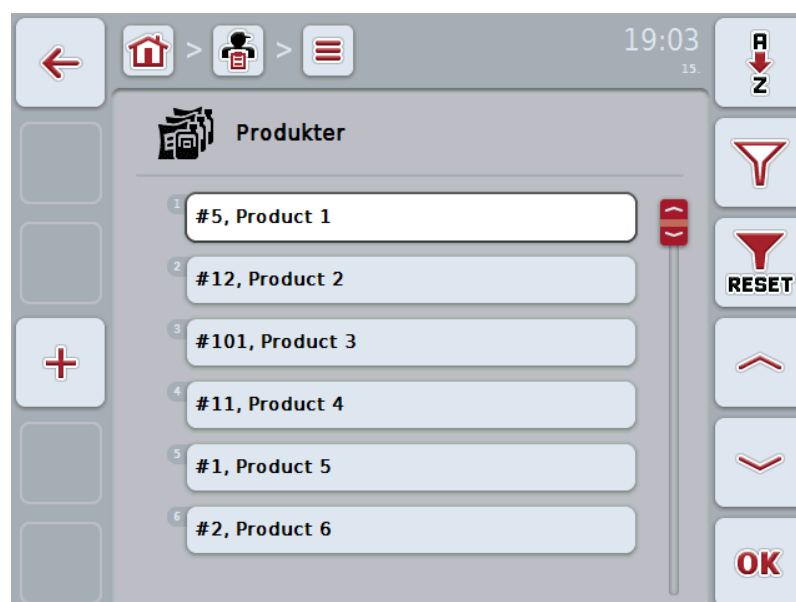 > > 19:03
15.
A
Z
Produkter
1
#5, Product 1
2
#12, Product 2
RESET
3
#101, Product 3
4
#11, Product 4
5
#1, Product 5
6
#2, Product 6
OK